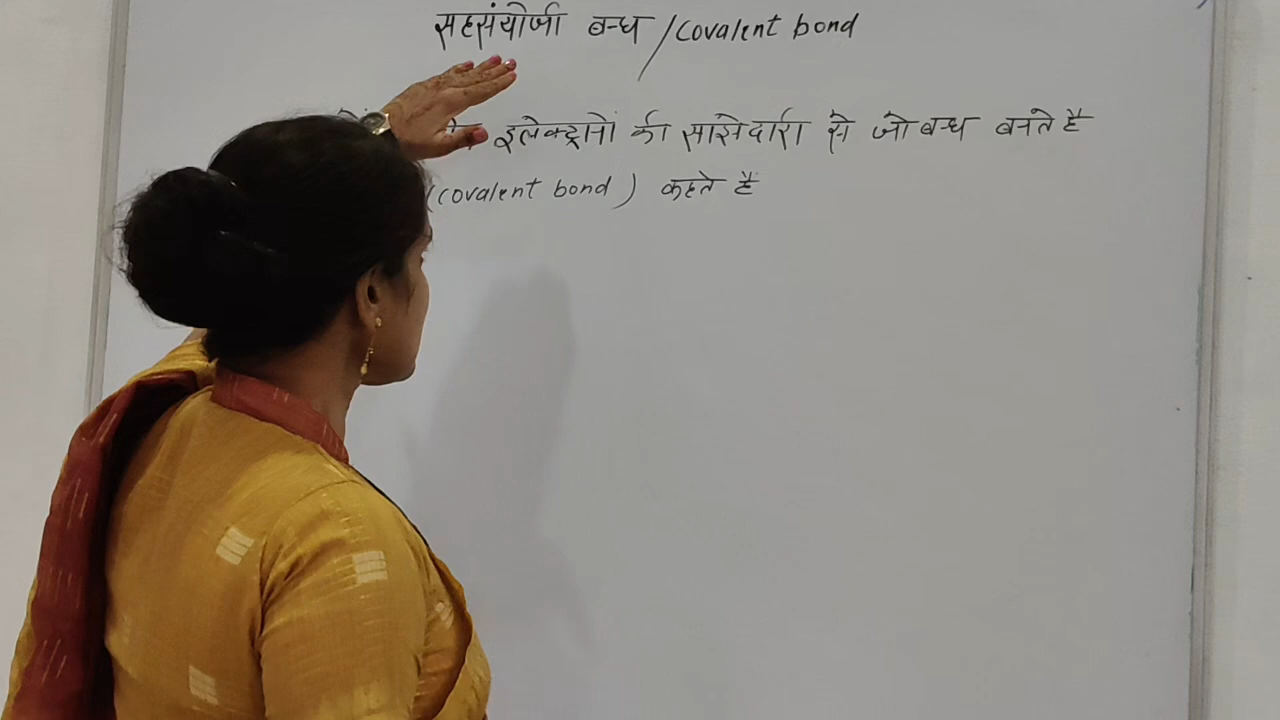 सहसंयोजी बन्ध / Covalent bond
इलेक्ट्रानों की साझेदारी से जो बन्ध बनते है
(covalent bond) कहते है